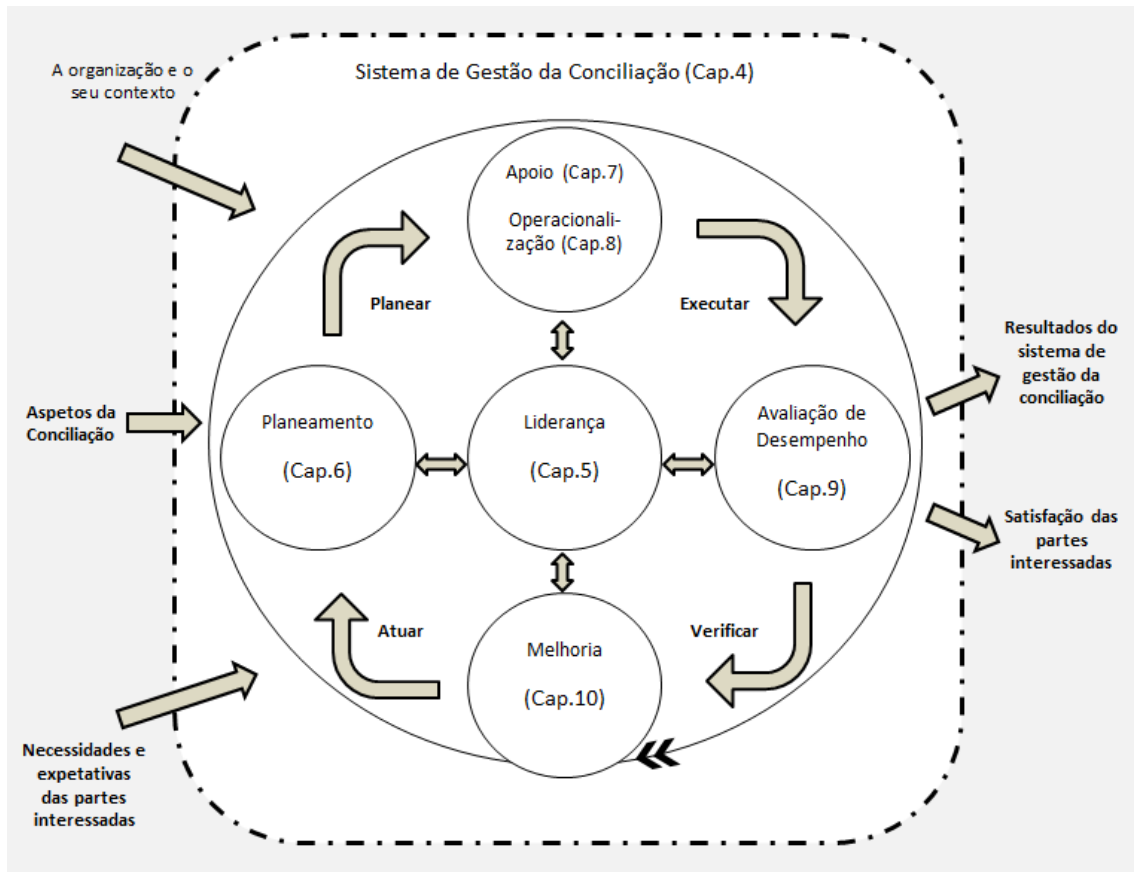 A organização e o
seu contexto
Sistema de Gestão da Conciliação (Cap.4)
Apoio (Cap.7)
Operacionali-
zação (Cap.8)
Planear
Executar
Resultados do
sistema de
gestão da
conciliação
Aspetos da
Conciliação
Planeamento
(Cap.6)
Liderança
(Cap.5)
Avaliação de
Desempenho
(Cap.9)
Satisfação das
partes
interessadas
Atuar
Verificar
Melhoria
(Cap.10)
Necessidades e
expetativas
das partes
interessadas